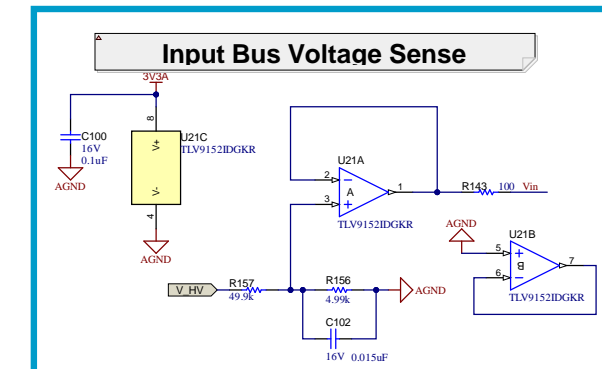 Input Bus Voltage Sense
3V3A
C100
16V
0.1uF
AGND
8
V+
V-
4
U21C
TLV9152IDGKR
AGND
U21A
2
A
3
1
TLV9152IDGKR
R143
100
Vin
AGND
U21B
5
B
6
7
TLV9152IDGKR
V_HV
R157
49.9k
R156
4.99k
AGND
C102
16V 0.015uF